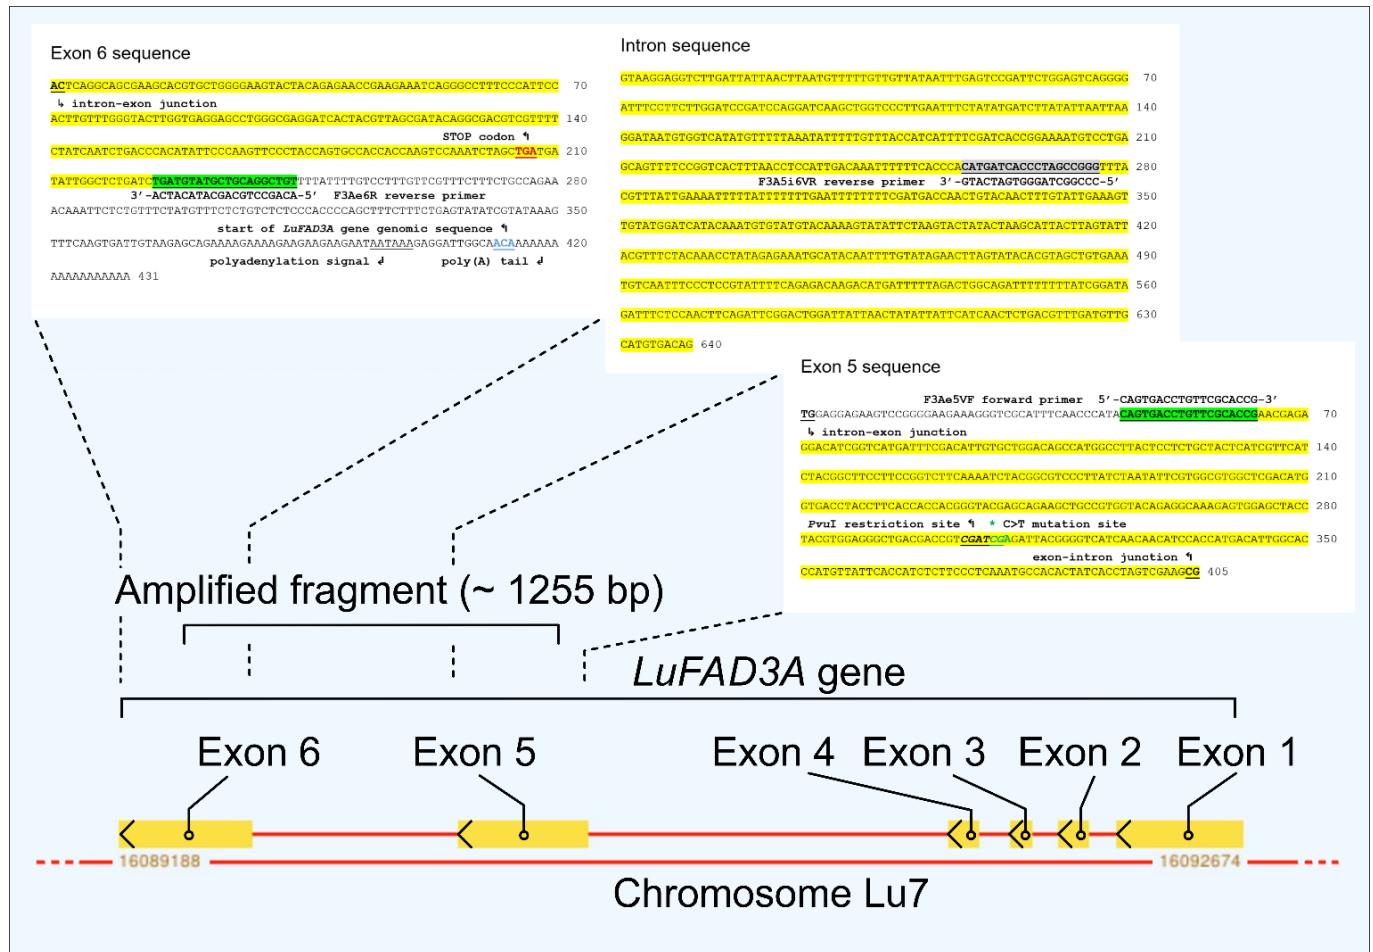 Exon 6 sequence
ACTCAGGCAGCGAAGCACGTGCTGGGGAAGTACTACAGAGAACCGAAGAAATCAGGGCCTTTCCCATTCC 70
↳ intron-exon junction
ACTTGTTTGGGTACTTGGTGAGGAGCCTGGGCGAGGATCACTACGTTAGCGATACAGGCGACGTCGTTTT 140
STOP codon ↰
CTATCAATCTGACCCACATATTCCCAAGTTCCCTACCAGTGCCACCACCAAGTCCAAATCTAGCTGATGA 210
TATTGGCTCTGATCTGATGTATGCTGCAGGCTGTTTTATTTTGTCCTTTGTTCGTTTCTTTCTGCCAGAA 280
3’-ACTACATACGACGTCCGACA-5’ F3Ae6R reverse primer
ACAAATTCTCTGTTTCTATGTTTCTCTGTCTCTCCCACCCCAGCTTTCTTTCTGAGTATATCGTATAAAG 350
start of LuFAD3A gene genomic sequence ↰
TTTCAAGTGATTGTAAGAGCAGAAAAGAAAAGAAGAAGAAGAATAATAAAGAGGATTGGCAACAAAAAAA 420
polyadenylation signal ↲ poly(A) tail ↲
AAAAAAAAAAA 431
Intron sequence
GTAAGGAGGTCTTGATTATTAACTTAATGTTTTTGTTGTTATAATTTGAGTCCGATTCTGGAGTCAGGGG 70
ATTTCCTTCTTGGATCCGATCCAGGATCAAGCTGGTCCCTTGAATTTCTATATGATCTTATATTAATTAA 140
GGATAATGTGGTCATATGTTTTTAAATATTTTTGTTTACCATCATTTTCGATCACCGGAAAATGTCCTGA 210
GCAGTTTTCCGGTCACTTTAACCTCCATTGACAAATTTTTTCACCCACATGATCACCCTAGCCGGGTTTA 280
F3A5i6VR reverse primer 3’-GTACTAGTGGGATCGGCCC-5’
CGTTTATTGAAAATTTTTATTTTTTTGAATTTTTTTCGATGACCAACTGTACAACTTTGTATTGAAAGT 350
TGTATGGATCATACAAATGTGTATGTACAAAAGTATATTCTAAGTACTATACTAAGCATTACTTAGTATT 420
ACGTTTCTACAAACCTATAGAGAAATGCATACAATTTTGTATAGAACTTAGTATACACGTAGCTGTGAAA 490
TGTCAATTTCCCTCCGTATTTTCAGAGACAAGACATGATTTTTAGACTGGCAGATTTTTTTTATCGGATA 560
GATTTCTCCAACTTCAGATTCGGACTGGATTATTAACTATATTATTCATCAACTCTGACGTTTGATGTTG 630
CATGTGACAG 640
Exon 5 sequence
F3Ae5VF forward primer 5’-CAGTGACCTGTTCGCACCG-3’
TGGAGGAGAAGTCCGGGGAAGAAAGGGTCGCATTTCAACCCATACAGTGACCTGTTCGCACCGAACGAGA 70
↳ intron-exon junction
GGACATCGGTCATGATTTCGACATTGTGCTGGACAGCCATGGCCTTACTCCTCTGCTACTCATCGTTCAT 140
CTACGGCTTCCTTCCGGTCTTCAAAATCTACGGCGTCCCTTATCTAATATTCGTGGCGTGGCTCGACATG 210
GTGACCTACCTTCACCACCACGGGTACGAGCAGAAGCTGCCGTGGTACAGAGGCAAAGAGTGGAGCTACC 280
PvuI restriction site ↰ * C>T mutation site
TACGTGGAGGGCTGACGACCGTCGATCGAGATTACGGGGTCATCAACAACATCCACCATGACATTGGCAC 350
exon-intron junction ↰
CCATGTTATTCACCATCTCTTCCCTCAAATGCCACACTATCACCTAGTCGAAGCG 405
Amplified fragment (~ 1255 bp)
LuFAD3A gene
Exon 6 Exon 5 Exon 4 Exon 3 Exon 2 Exon 1
16089188 16092674
Chromosome Lu7